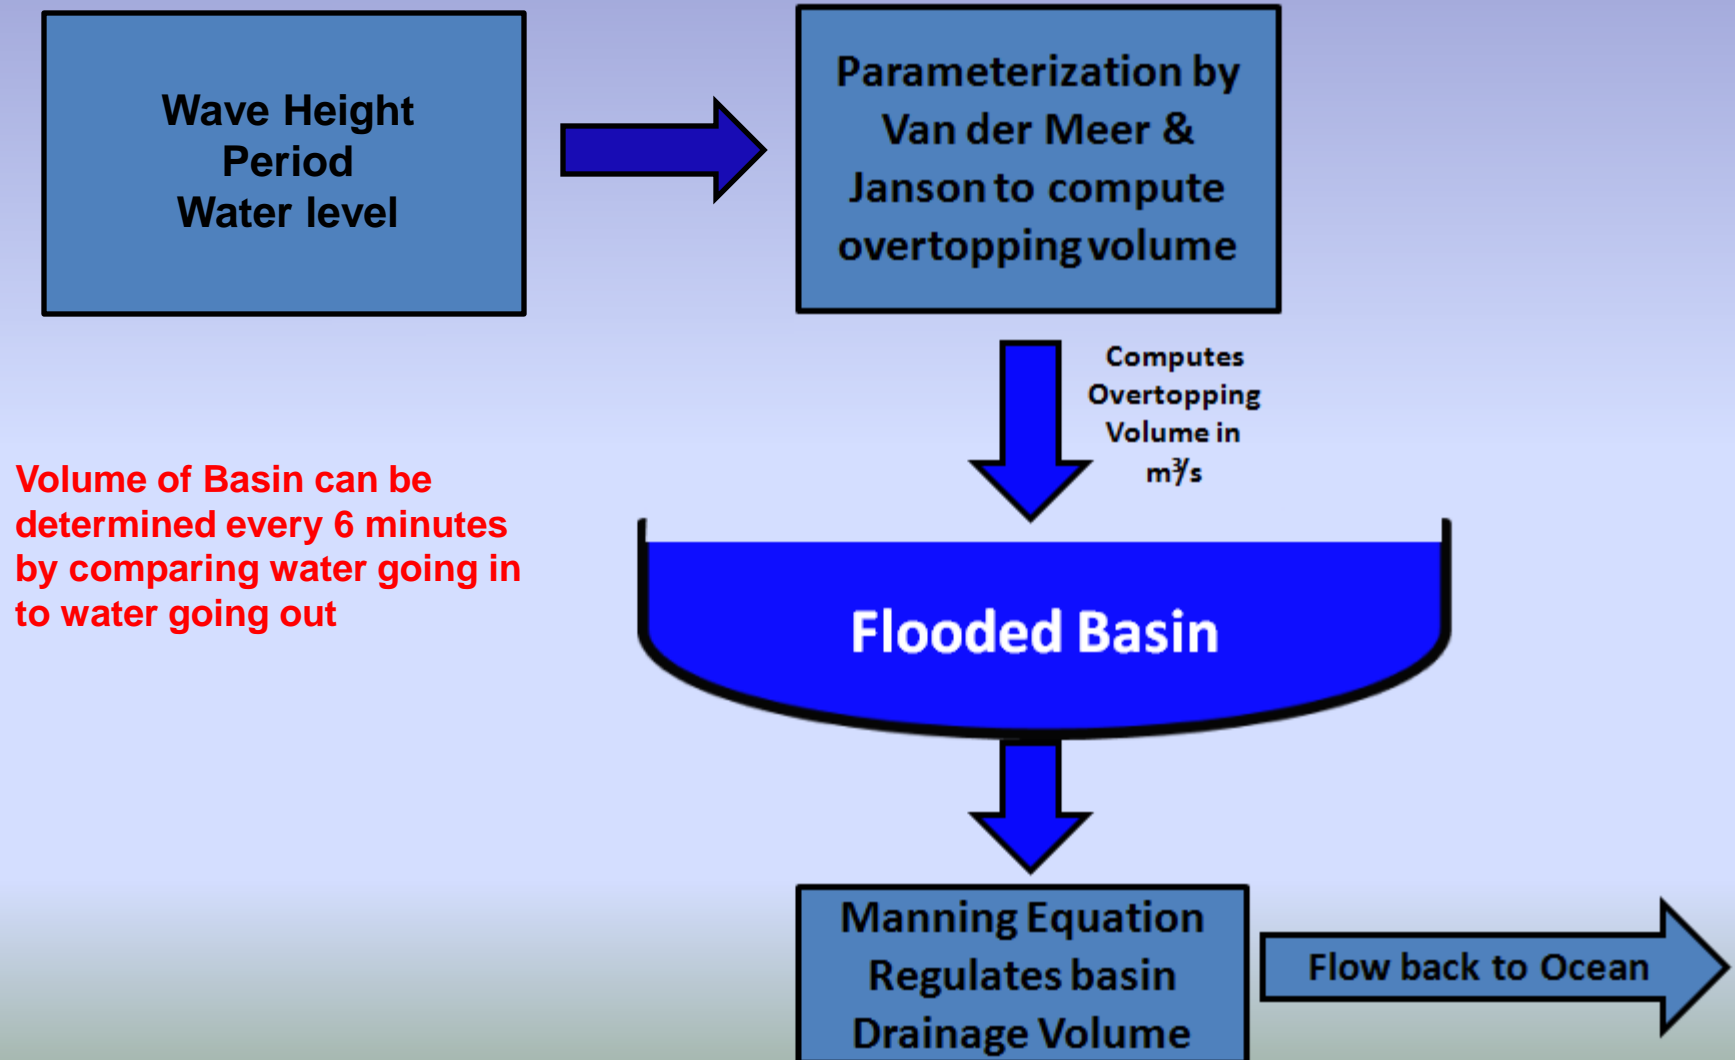 Wave Height
Period
Water level
Parameterization by
Van der Meer &
Janson to compute
overtopping volume
Computes
Overtopping
Volume in
m³/s
Volume of Basin can be
determined every 6 minutes
by comparing water going in
to water going out
Flooded Basin
Manning Equation
Regulates basin
Drainage Volume
Flow back to Ocean